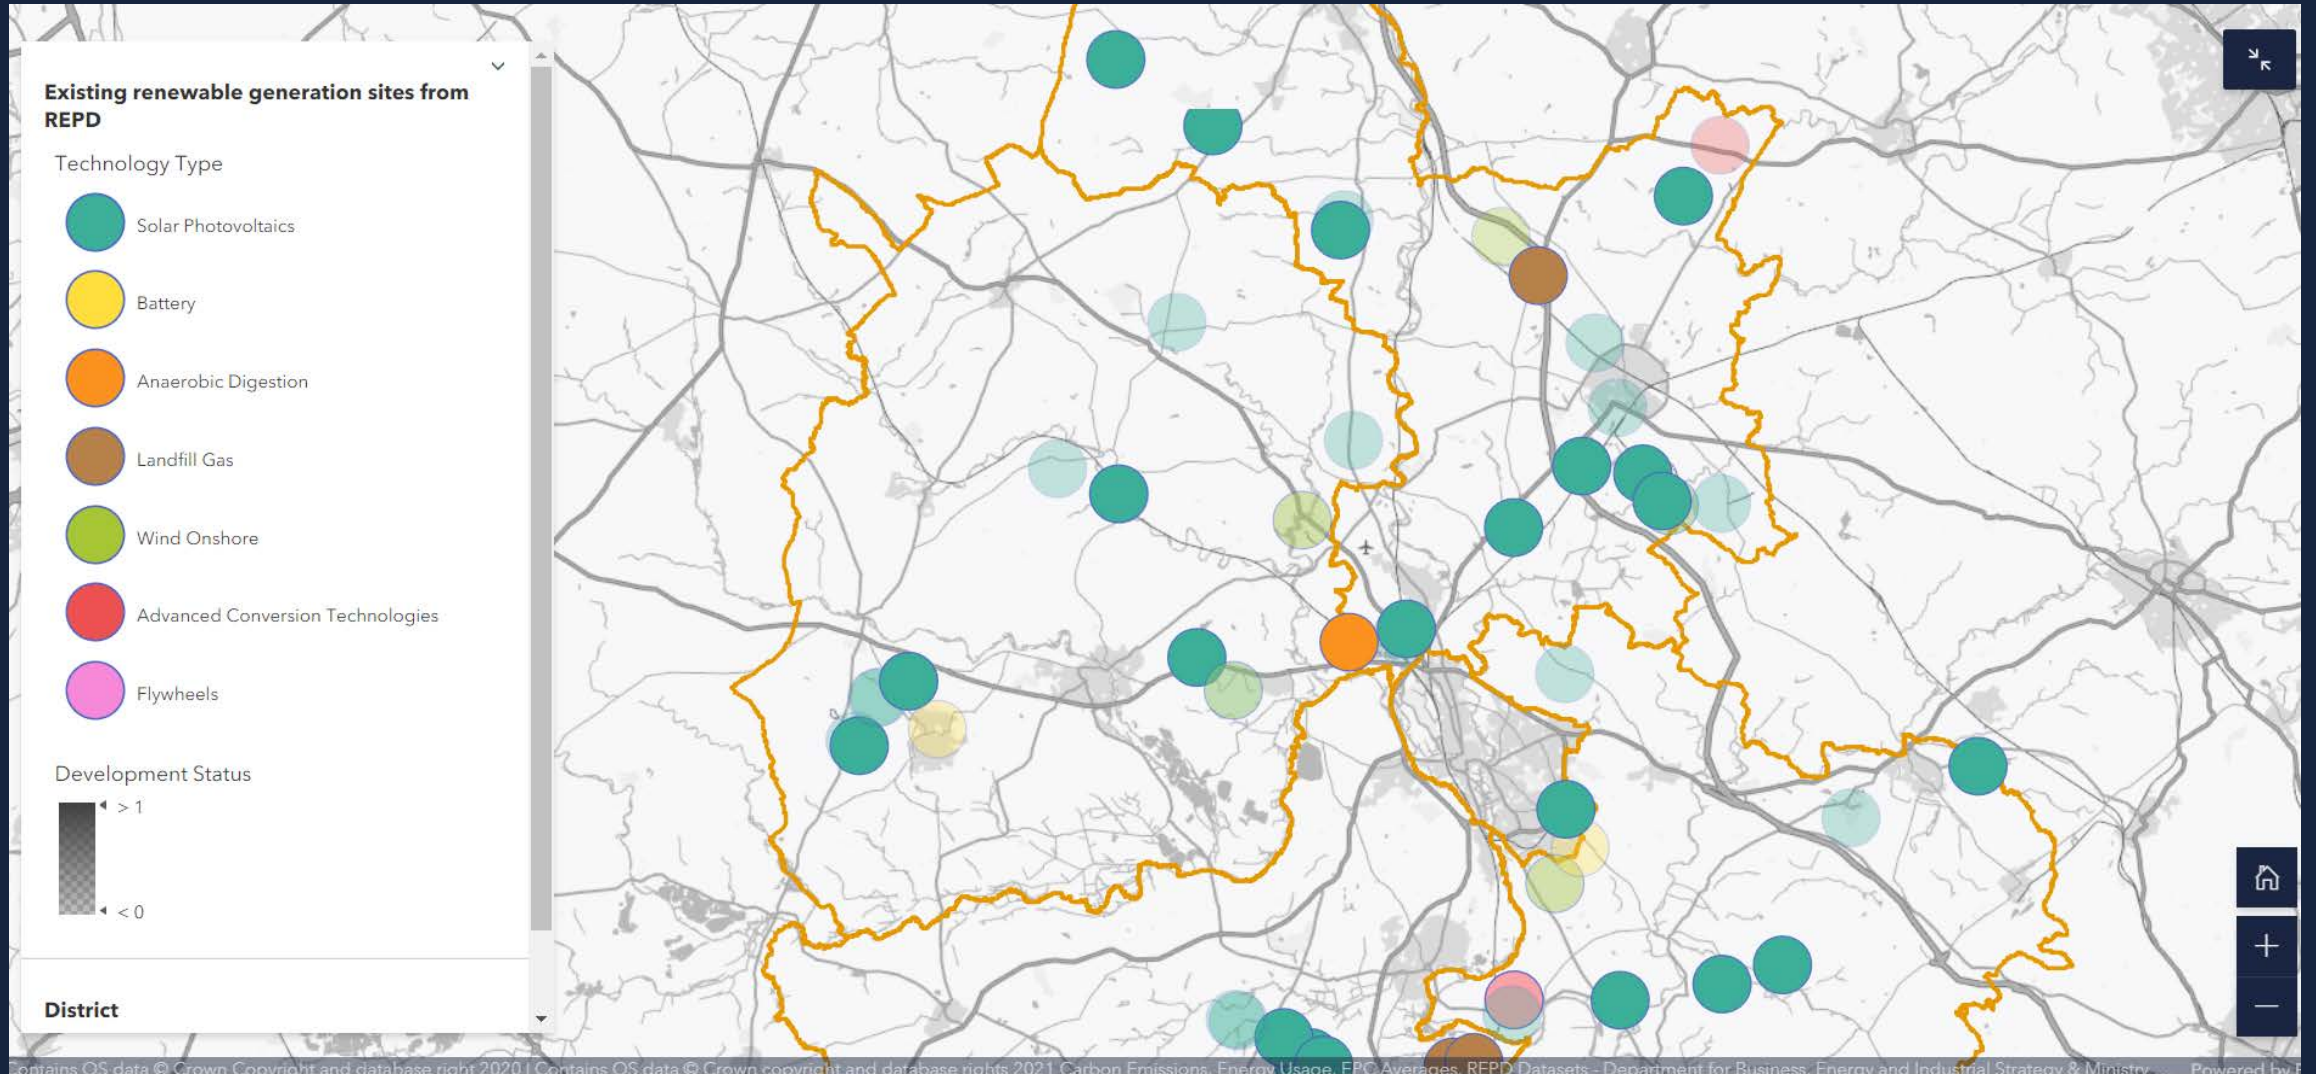 Existing renewable generation sites from
REPD
Technology Type
Solar Photovoltaics
Battery
Anaerobic Digestion
Landfill Gas
Wind Onshore
Advanced Conversion Technologies
Flywheels
Development Status
> 1
< 0
District
ontains OS data © Crown Copyright and database right 2020 | Contains OS data © Crown copyright and database rights 2021 Carbon Emissions, Energy Usage, EPC Averages, REPD Datasets - Department for Business, Energy and Industrial Strategy & Ministry Powered by